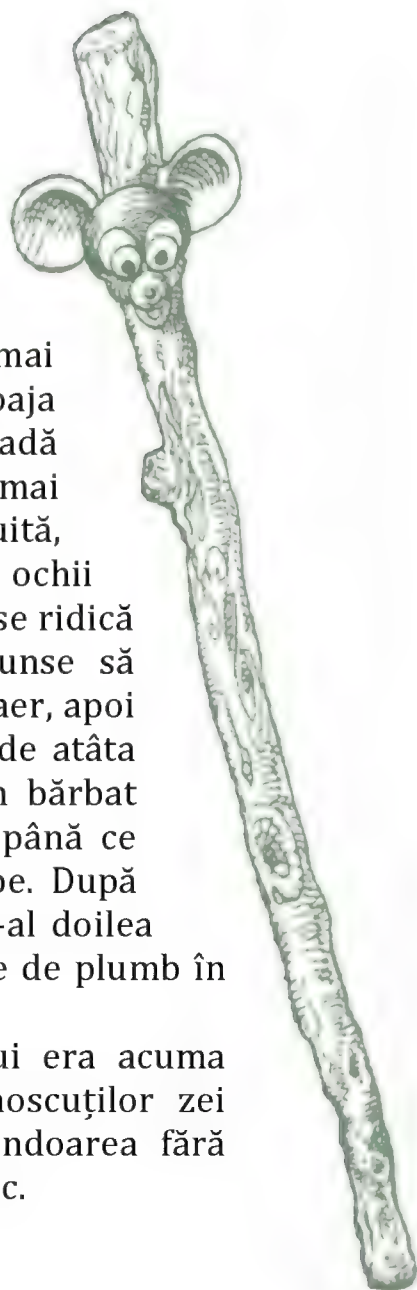 mai
oaja
adă
mai
uită,
ochii
se ridică
unse să
aer, apoi
de atâta
n bărbat
până ce
pe. După
-al doilea
e de plumb în
ui era acuma
noscuților zei
ndoarea fără
c.